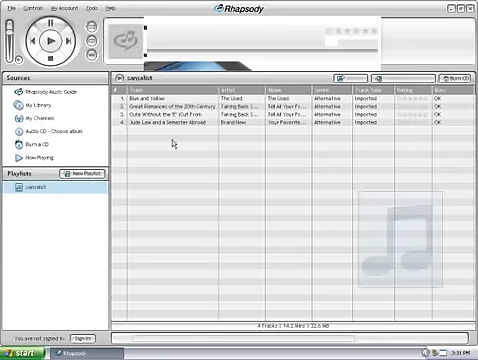 File Controls My Account Tools Help
Rhapsody
Sources
sansalist
Burn CD
Track Artist Album Genre Track Type Rating
Rhapsody Music Guide
1. Blue and Yellow The Used The Used Alternative Imported OK
My Library
2. Great Romances of the 20th Century Taking Back S... Tell All Your Fr... Alternative Imported OK
My Channels
3. Cute Without the 'E' (Cut From Taking Back S... Tell All Your Fr... Alternative Imported OK
Audio CD - Choose album
4. Jude Law and a Semester Abroad Brand New Your Favorite... Alternative Imported OK
Burn a CD
Now Playing
Playlists New Playlist
sansalist
4 Tracks | 14.2 Mins | 32.6 MB
You are not signed in. Sign In
start Rhapsody 3:31 PM